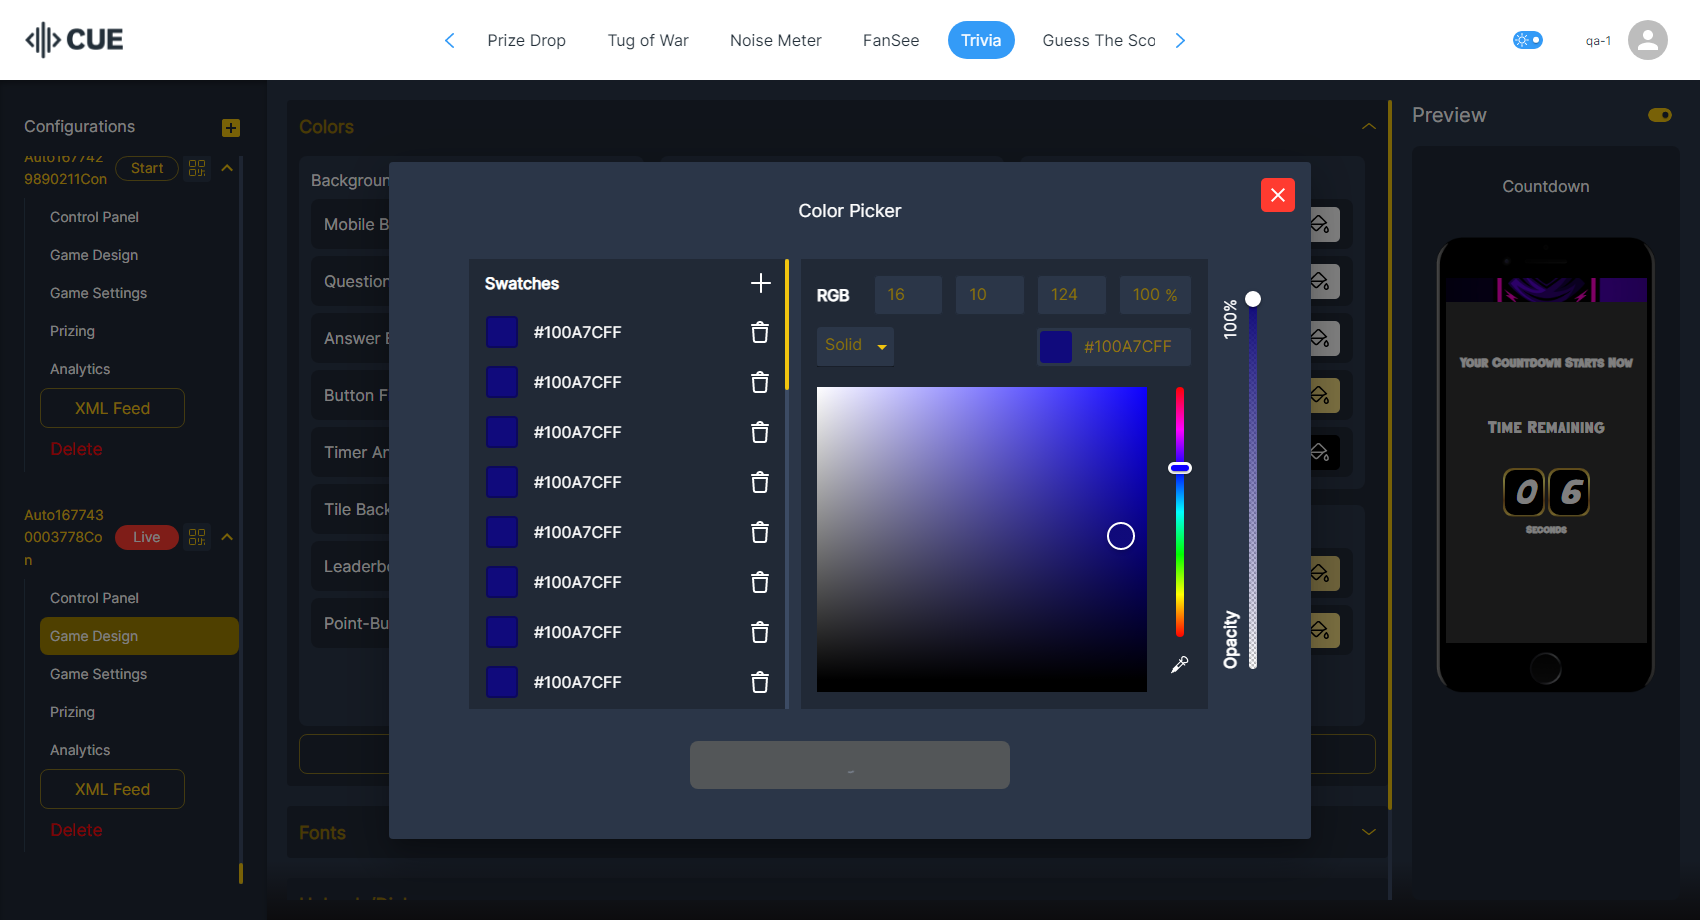 CUE
Prize Drop
Tug of War
Noise Meter
FanSee
Trivia
Guess The Sco
qa-1
Configurations
Auto167742
9890211Con
Start
Control Panel
Game Design
Game Settings
Prizing
Analytics
XML Feed
Delete
Auto167743
0003778Co
n
Live
Control Panel
Game Design
Game Settings
Prizing
Analytics
XML Feed
Delete
Colors
Backgroun
Mobile B
Question
Answer B
Button F
Timer An
Tile Back
Leaderbo
Point-Bu
Fonts
Color Picker
Swatches
#100A7CFF
#100A7CFF
#100A7CFF
#100A7CFF
#100A7CFF
#100A7CFF
#100A7CFF
#100A7CFF
RGB
16
10
124
100 %
Solid
#100A7CFF
100%
Opacity
Preview
Countdown
Your Countdown Starts Now
Time Remaining
0 6
Seconds